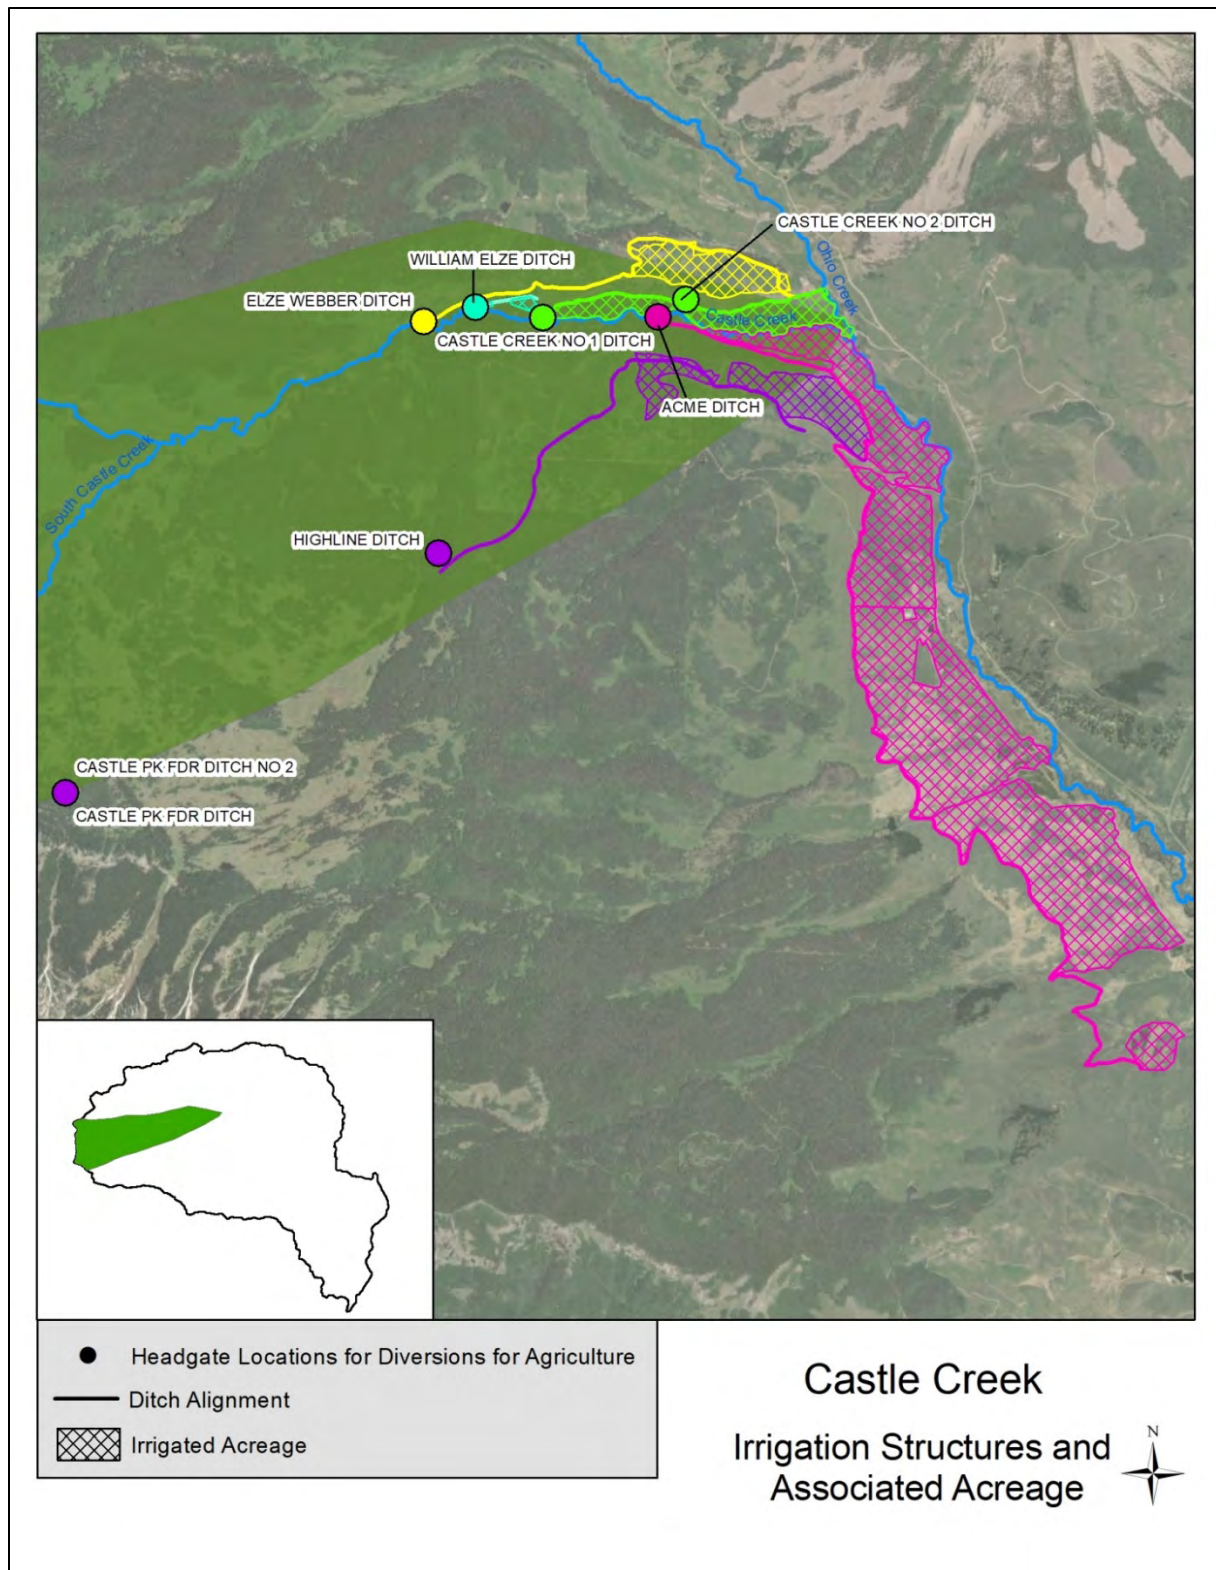 CASTLE CREEK NO 2 DITCH
Ohio Creek
WILLIAM ELZE DITCH
ELZE WEBBER DITCH
Castle Creek
CASTLE CREEK NO 1 DITCH
ACME DITCH
South Castle Creek
HIGHLINE DITCH
CASTLE PK FDR DITCH NO 2
CASTLE PK FDR DITCH
Headgate Locations for Diversions for Agriculture
Ditch Alignment
Irrigated Acreage
Castle Creek
Irrigation Structures and
Associated Acreage
N